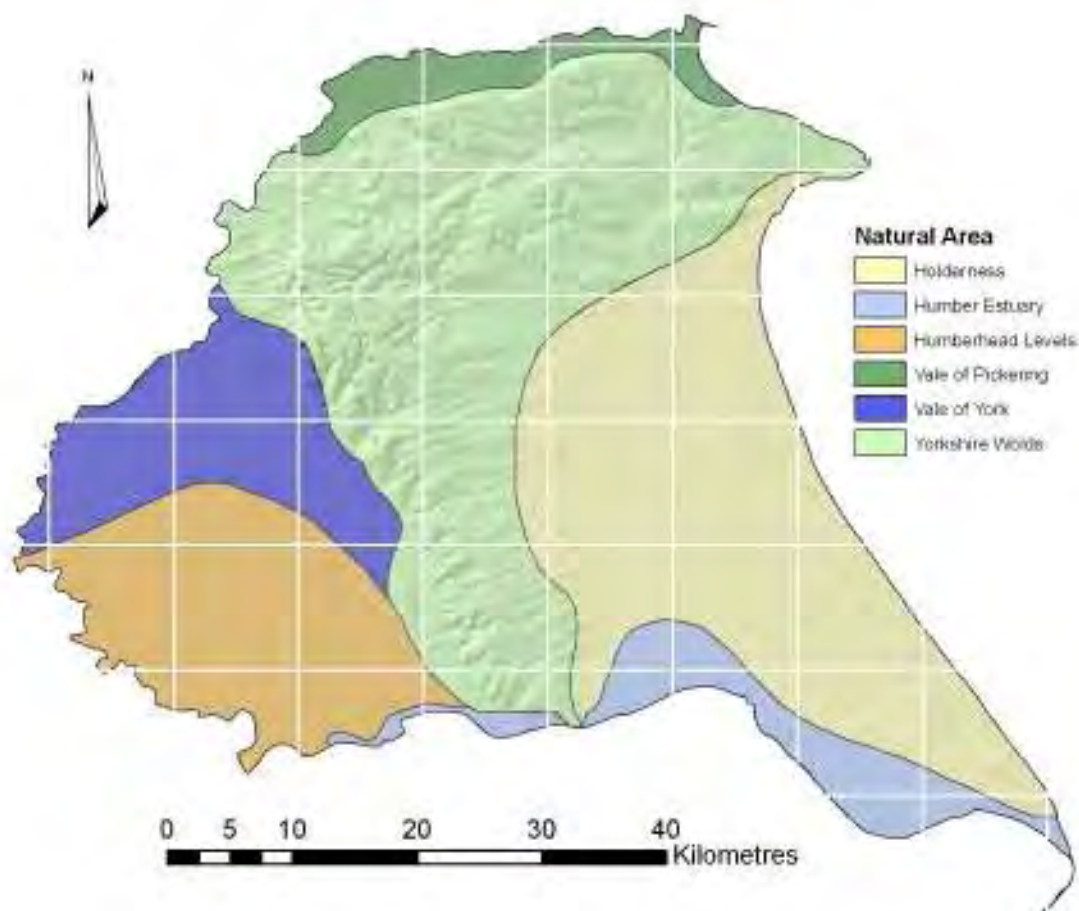 N
Natural Area
Holderness
Humber Estuary
Humberhead Levels
Vale of Pickering
Vale of York
Yorkshire Wolds
0 5 10 20 30 40
Kilometres